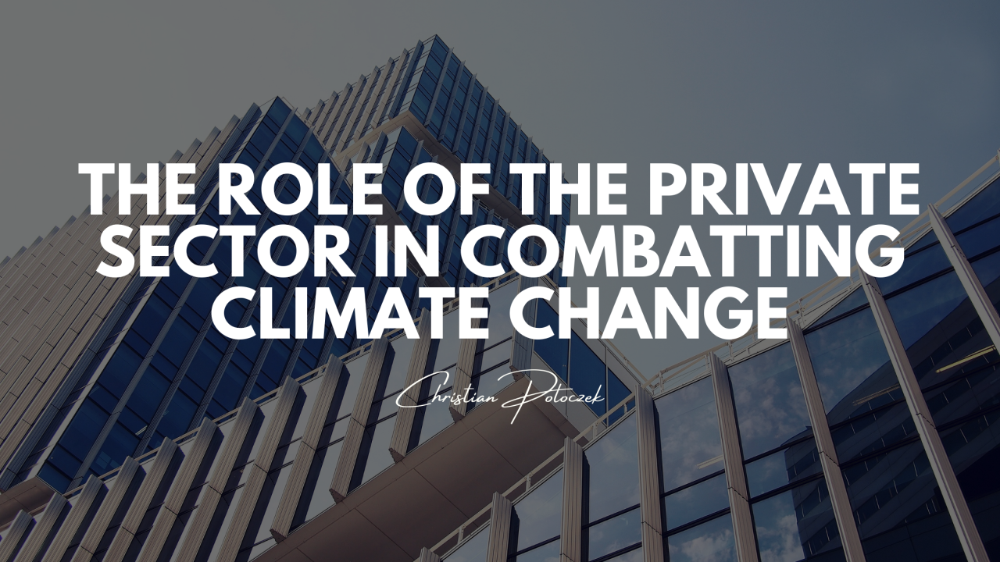 THE ROLE OF THE PRIVATE
SECTOR IN COMBATTING
CLIMATE CHANGE
Christian Potoczek